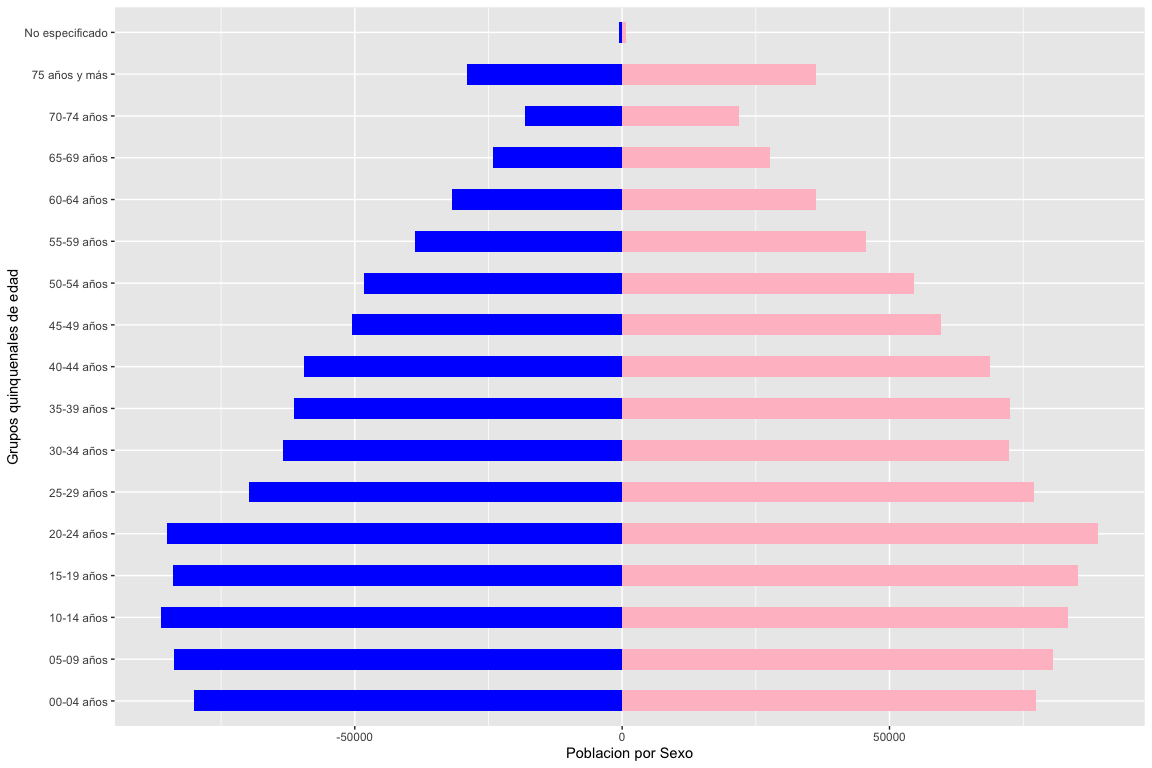 No especificado
75 años y más
70-74 años
65-69 años
60-64 años
55-59 años
50-54 años
45-49 años
40-44 años
35-39 años
30-34 años
25-29 años
20-24 años
15-19 años
10-14 años
05-09 años
00-04 años
Grupos quinquenales de edad
-50000
0
50000
Poblacion por Sexo